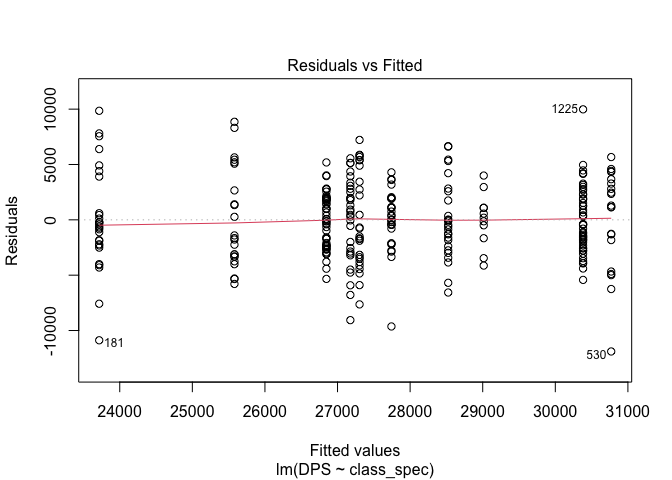 Residuals vs Fitted
Residuals
10000
5000
0
-10000
1225
181
530
24000 25000 26000 27000 28000 29000 30000 31000
Fitted values
lm(DPS ~ class_spec)